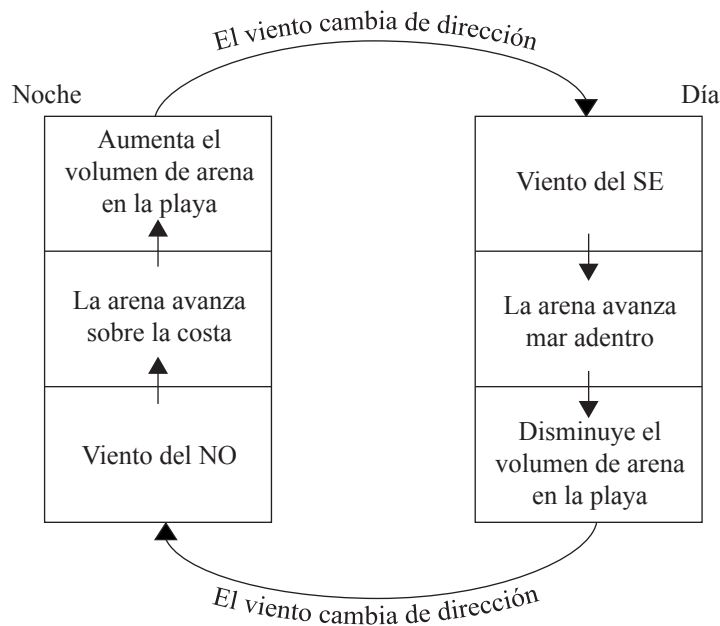 El viento cambia de dirección
Noche
Día
Aumenta el
volumen de arena
en la playa
La arena avanza
sobre la costa
Viento del NO
Viento del SE
La arena avanza
mar adentro
Disminuye el
volumen de arena
en la playa
El viento cambia de dirección